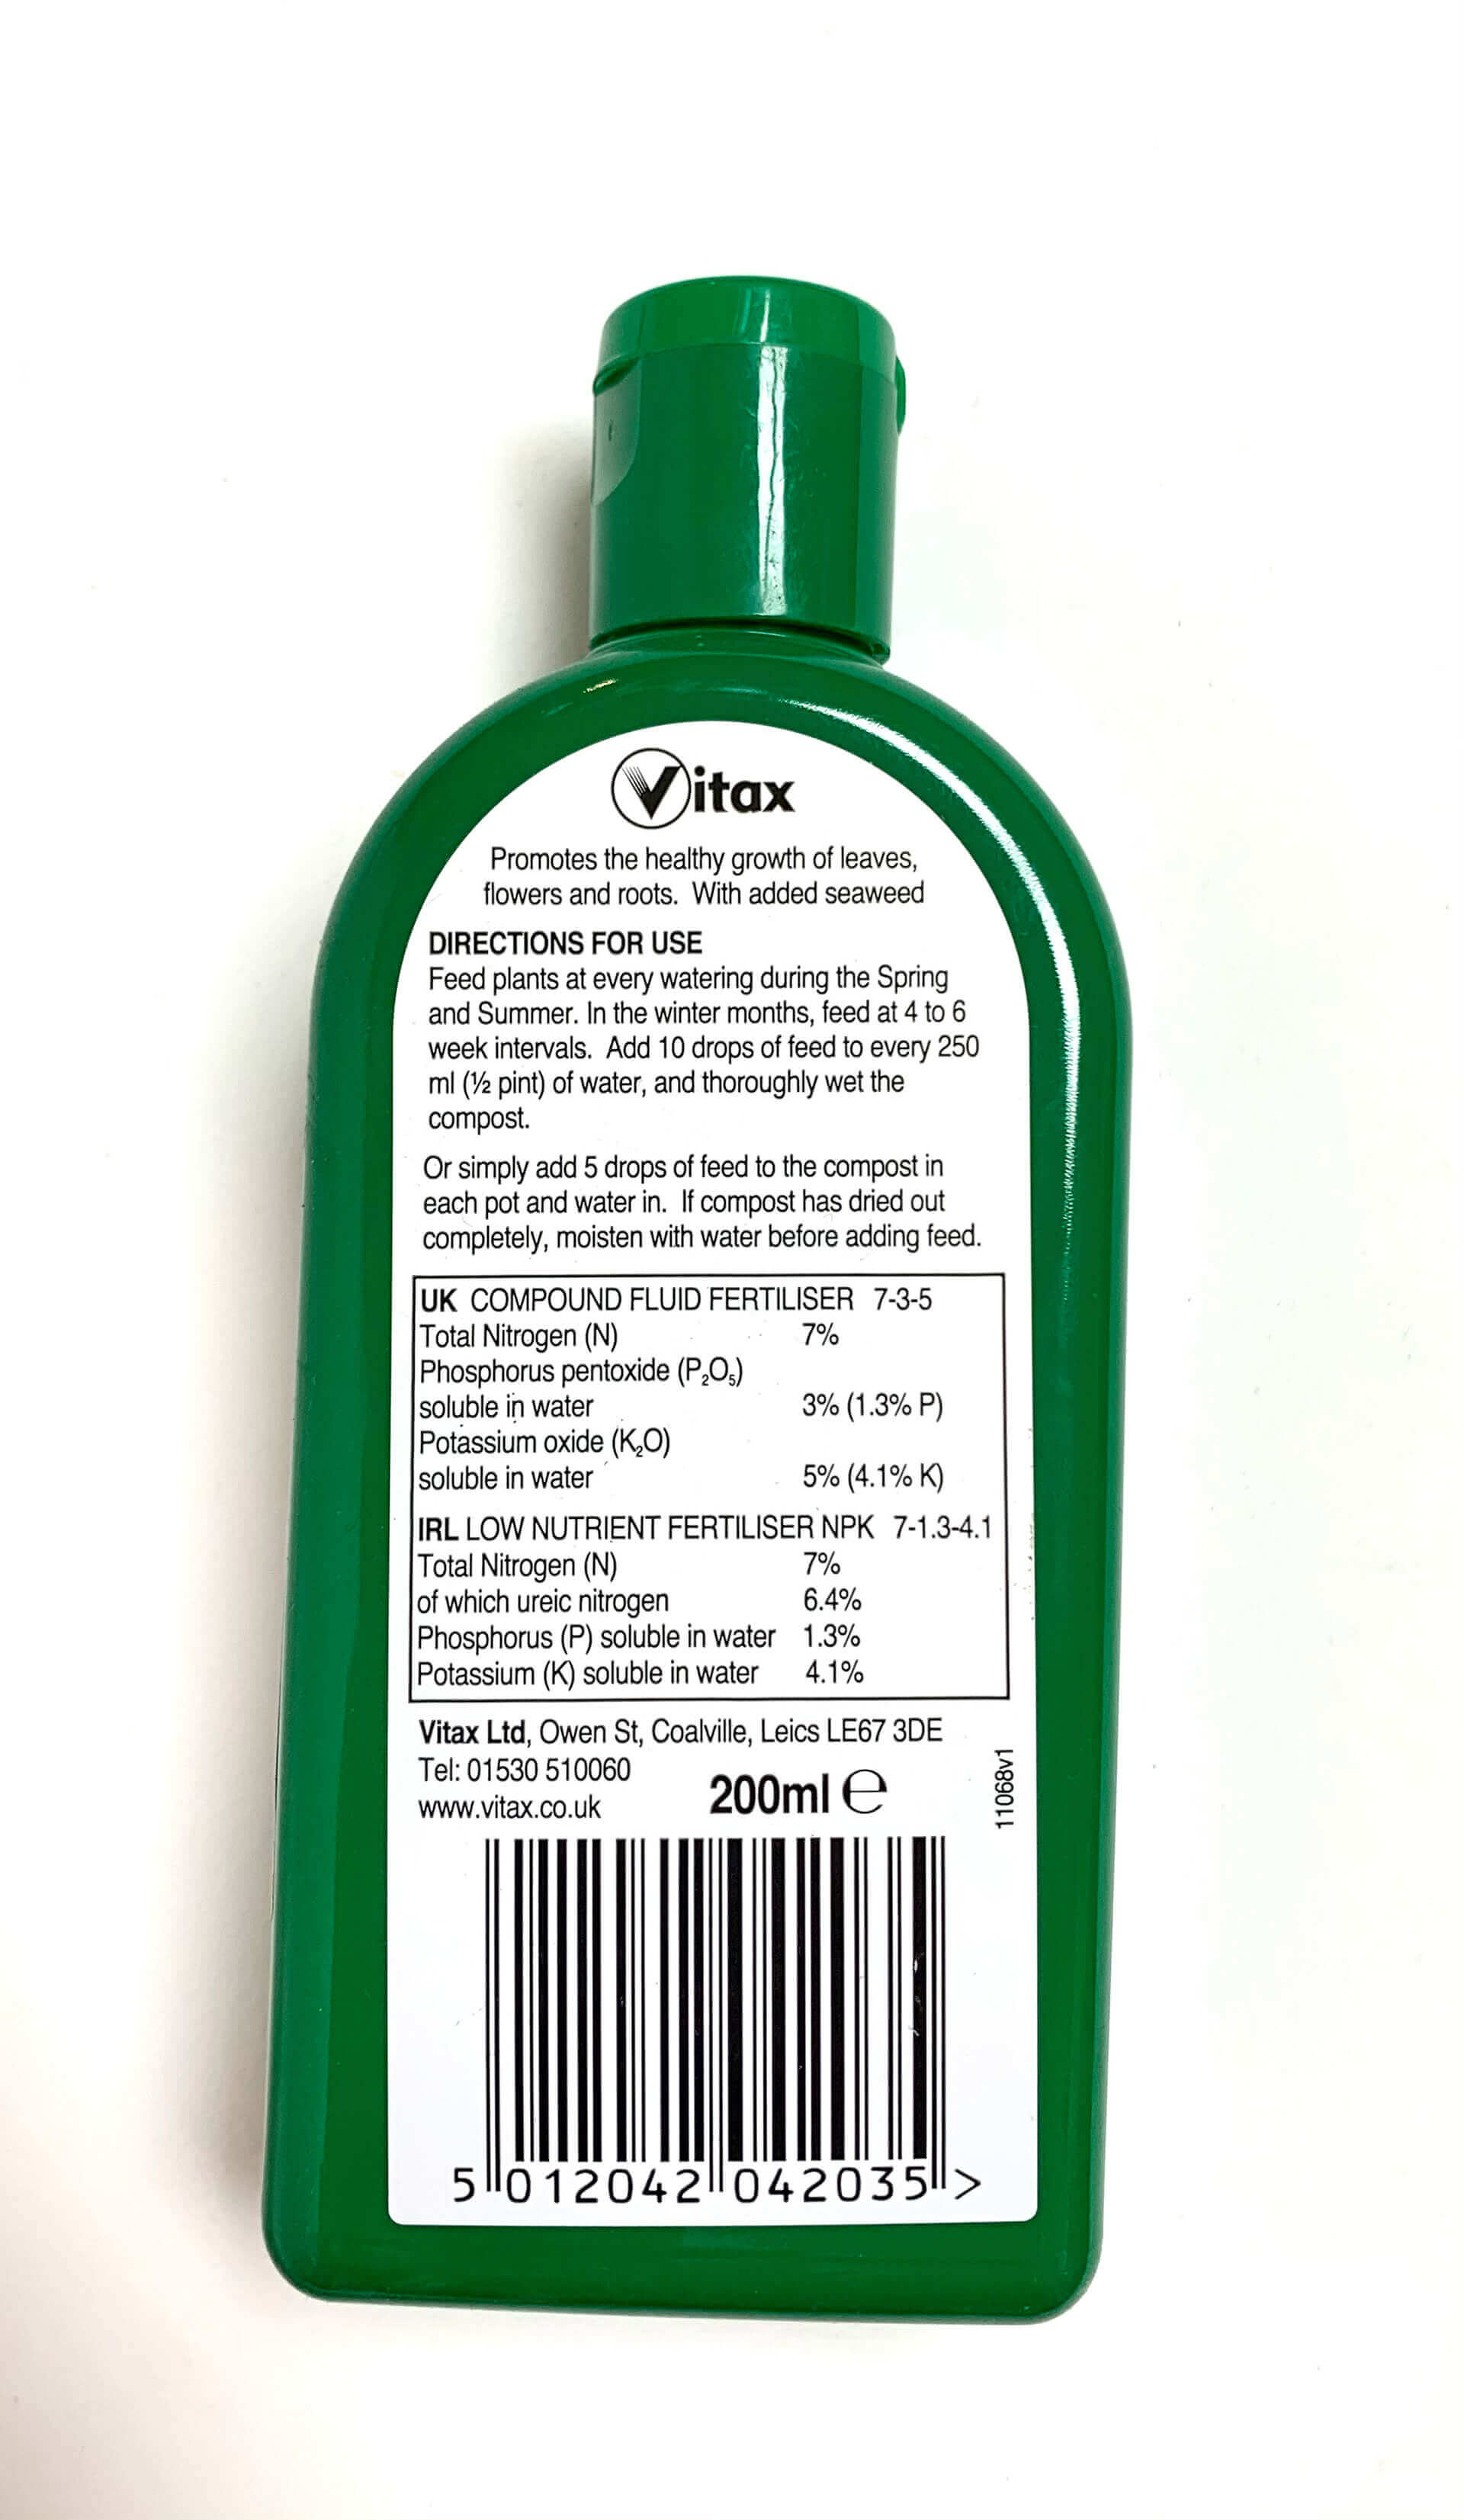 Vitax
Promotes the healthy growth of leaves,
flowers and roots. With added seaweed
DIRECTIONS FOR USE
Feed plants at every watering during the Spring
and Summer. In the winter months, feed at 4 to 6
week intervals. Add 10 drops of feed to every 250
ml (½ pint) of water, and thoroughly wet the
compost.
Or simply add 5 drops of feed to the compost in
each pot and water in. If compost has dried out
completely, moisten with water before adding feed.
UK COMPOUND FLUID FERTILISER 7-3-5
Total Nitrogen (N) 7%
Phosphorus pentoxide (P₂O₅)
soluble in water 3% (1.3% P)
Potassium oxide (K₂O)
soluble in water 5% (4.1% K)
IRL LOW NUTRIENT FERTILISER NPK 7-1.3-4.1
Total Nitrogen (N) 7%
of which ureic nitrogen 6.4%
Phosphorus (P) soluble in water 1.3%
Potassium (K) soluble in water 4.1%
Vitax Ltd, Owen St, Coalville, Leics LE67 3DE
Tel: 01530 510060
www.vitax.co.uk
200ml ℮
11068v1
5 012042 042035 >